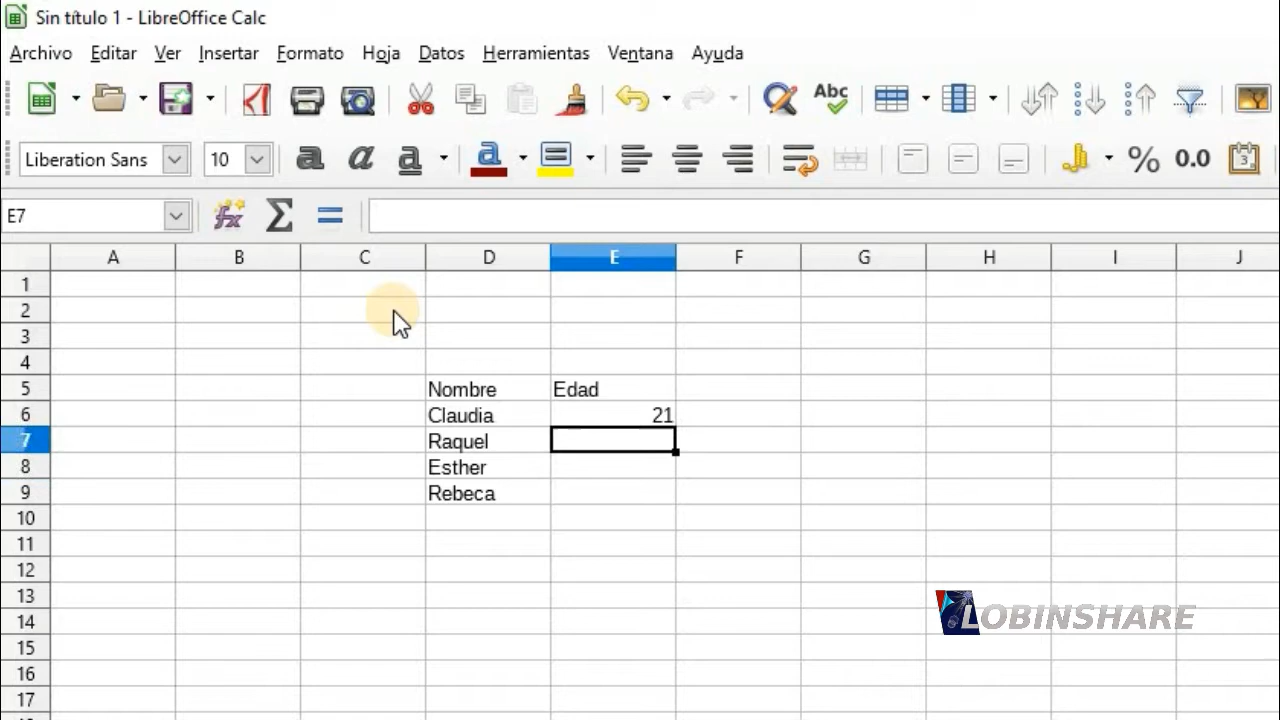 Sin título 1 - LibreOffice Calc
Archivo Editar Ver Insertar Formato Hoja Datos Herramientas Ventana Ayuda
Abc
Liberation Sans 10 a a a a % 0.0
E7 fx Σ =
A B C D E F G H I J
1
2
3
4
5 Nombre Edad
6 Claudia 21
7 Raquel
8 Esther
9 Rebeca
10
11
12
13
14 LOBINSHARE
15
16
17